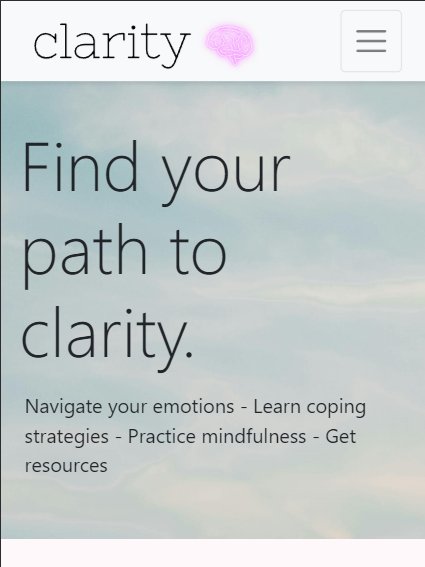 clarity
Find your
path to
clarity.
Navigate your emotions - Learn coping
strategies - Practice mindfulness - Get
resources